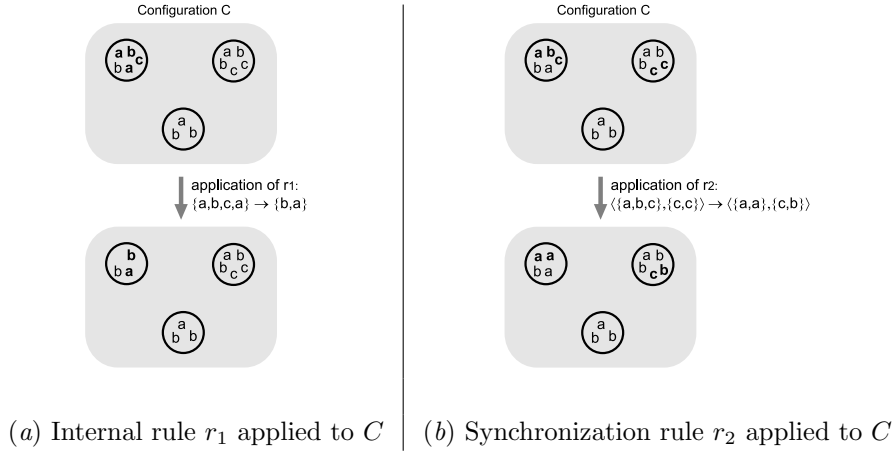 Configuration C
a b
b a c
a b
b c c
a
b b
application of r1:
{a,b,c,a} → {b,a}
b
b a
a b
b c c
a
b b
(a) Internal rule r1 applied to C
Configuration C
a b
b a c
a b
b c c
a
b b
application of r2:
⟨{a,b,c},{c,c}⟩ → ⟨{a,a},{c,b}⟩
a a
b a
a b
b c b
a
b b
(b) Synchronization rule r2 applied to C